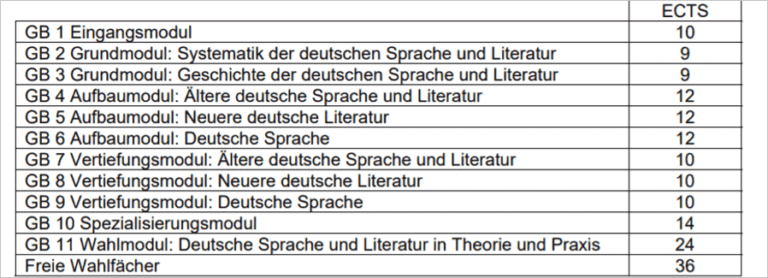 ECTS
GB 1 Eingangsmodul 10
GB 2 Grundmodul: Systematik der deutschen Sprache und Literatur 9
GB 3 Grundmodul: Geschichte der deutschen Sprache und Literatur 9
GB 4 Aufbaumodul: Ältere deutsche Sprache und Literatur 12
GB 5 Aufbaumodul: Neuere deutsche Literatur 12
GB 6 Aufbaumodul: Deutsche Sprache 12
GB 7 Vertiefungsmodul: Ältere deutsche Sprache und Literatur 10
GB 8 Vertiefungsmodul: Neuere deutsche Literatur 10
GB 9 Vertiefungsmodul: Deutsche Sprache 10
GB 10 Spezialisierungsmodul 14
GB 11 Wahlmodul: Deutsche Sprache und Literatur in Theorie und Praxis 24
Freie Wahlfächer 36